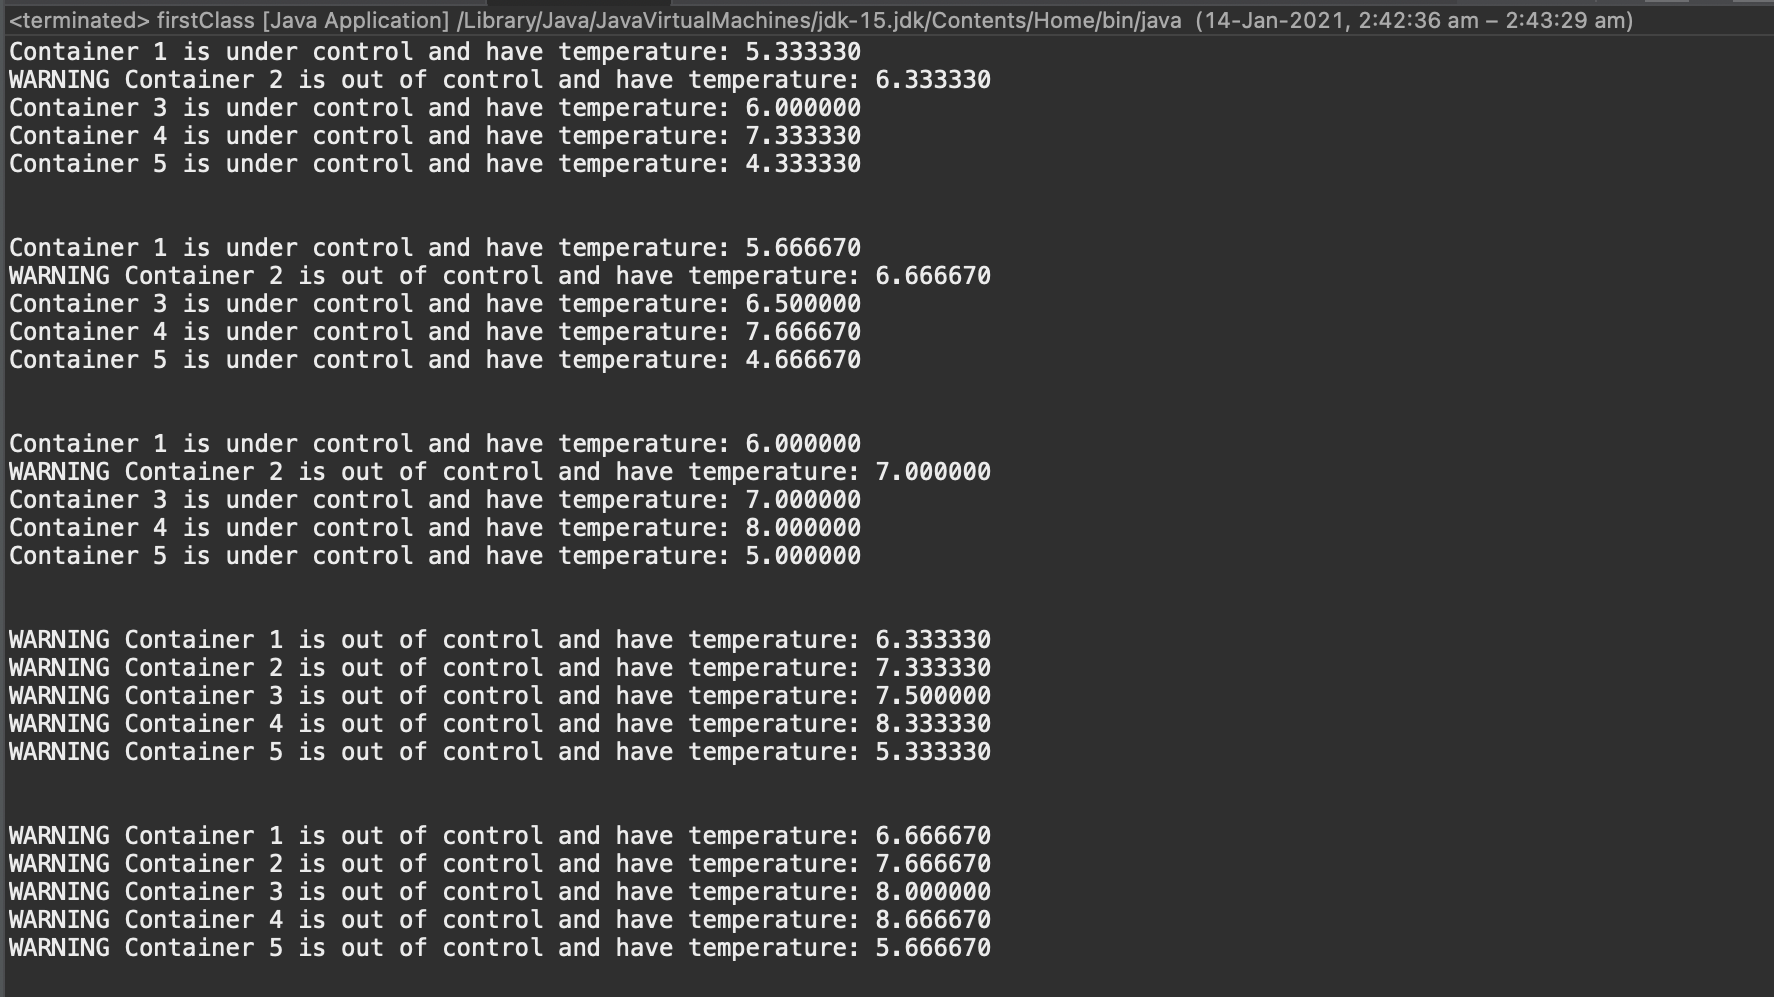 <terminated> firstClass [Java Application] /Library/Java/JavaVirtualMachines/jdk-15.jdk/Contents/Home/bin/java (14-Jan-2021, 2:42:36 am – 2:43:29 am)
Container 1 is under control and have temperature: 5.333330
WARNING Container 2 is out of control and have temperature: 6.333330
Container 3 is under control and have temperature: 6.000000
Container 4 is under control and have temperature: 7.333330
Container 5 is under control and have temperature: 4.333330
Container 1 is under control and have temperature: 5.666670
WARNING Container 2 is out of control and have temperature: 6.666670
Container 3 is under control and have temperature: 6.500000
Container 4 is under control and have temperature: 7.666670
Container 5 is under control and have temperature: 4.666670
Container 1 is under control and have temperature: 6.000000
WARNING Container 2 is out of control and have temperature: 7.000000
Container 3 is under control and have temperature: 7.000000
Container 4 is under control and have temperature: 8.000000
Container 5 is under control and have temperature: 5.000000
WARNING Container 1 is out of control and have temperature: 6.333330
WARNING Container 2 is out of control and have temperature: 7.333330
WARNING Container 3 is out of control and have temperature: 7.500000
WARNING Container 4 is out of control and have temperature: 8.333330
WARNING Container 5 is out of control and have temperature: 5.333330
WARNING Container 1 is out of control and have temperature: 6.666670
WARNING Container 2 is out of control and have temperature: 7.666670
WARNING Container 3 is out of control and have temperature: 8.000000
WARNING Container 4 is out of control and have temperature: 8.666670
WARNING Container 5 is out of control and have temperature: 5.666670